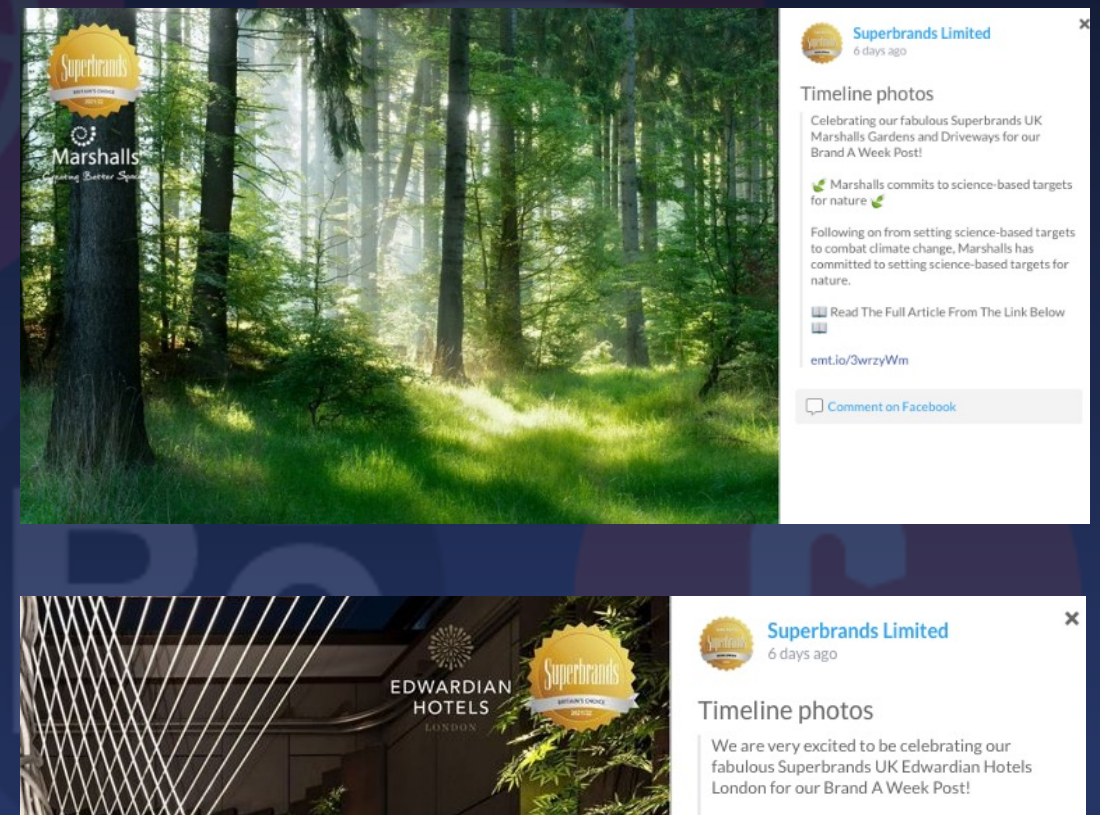 Superbrands
BRITAIN'S CHOICE
2021/22
Marshalls
Creating Better Spaces
Superbrands Limited
6 days ago
Timeline photos
Celebrating our fabulous Superbrands UK
Marshalls Gardens and Driveways for our
Brand A Week Post!
🌿 Marshalls commits to science-based targets
for nature 🌿
Following on from setting science-based targets
to combat climate change, Marshalls has
committed to setting science-based targets for
nature.
📖 Read The Full Article From The Link Below
📖
emt.io/3wrzyWm
Comment on Facebook
EDWARDIAN
HOTELS
LONDON
Superbrands
BRITAIN'S CHOICE
2021/22
Superbrands Limited
6 days ago
Timeline photos
We are very excited to be celebrating our
fabulous Superbrands UK Edwardian Hotels
London for our Brand A Week Post!